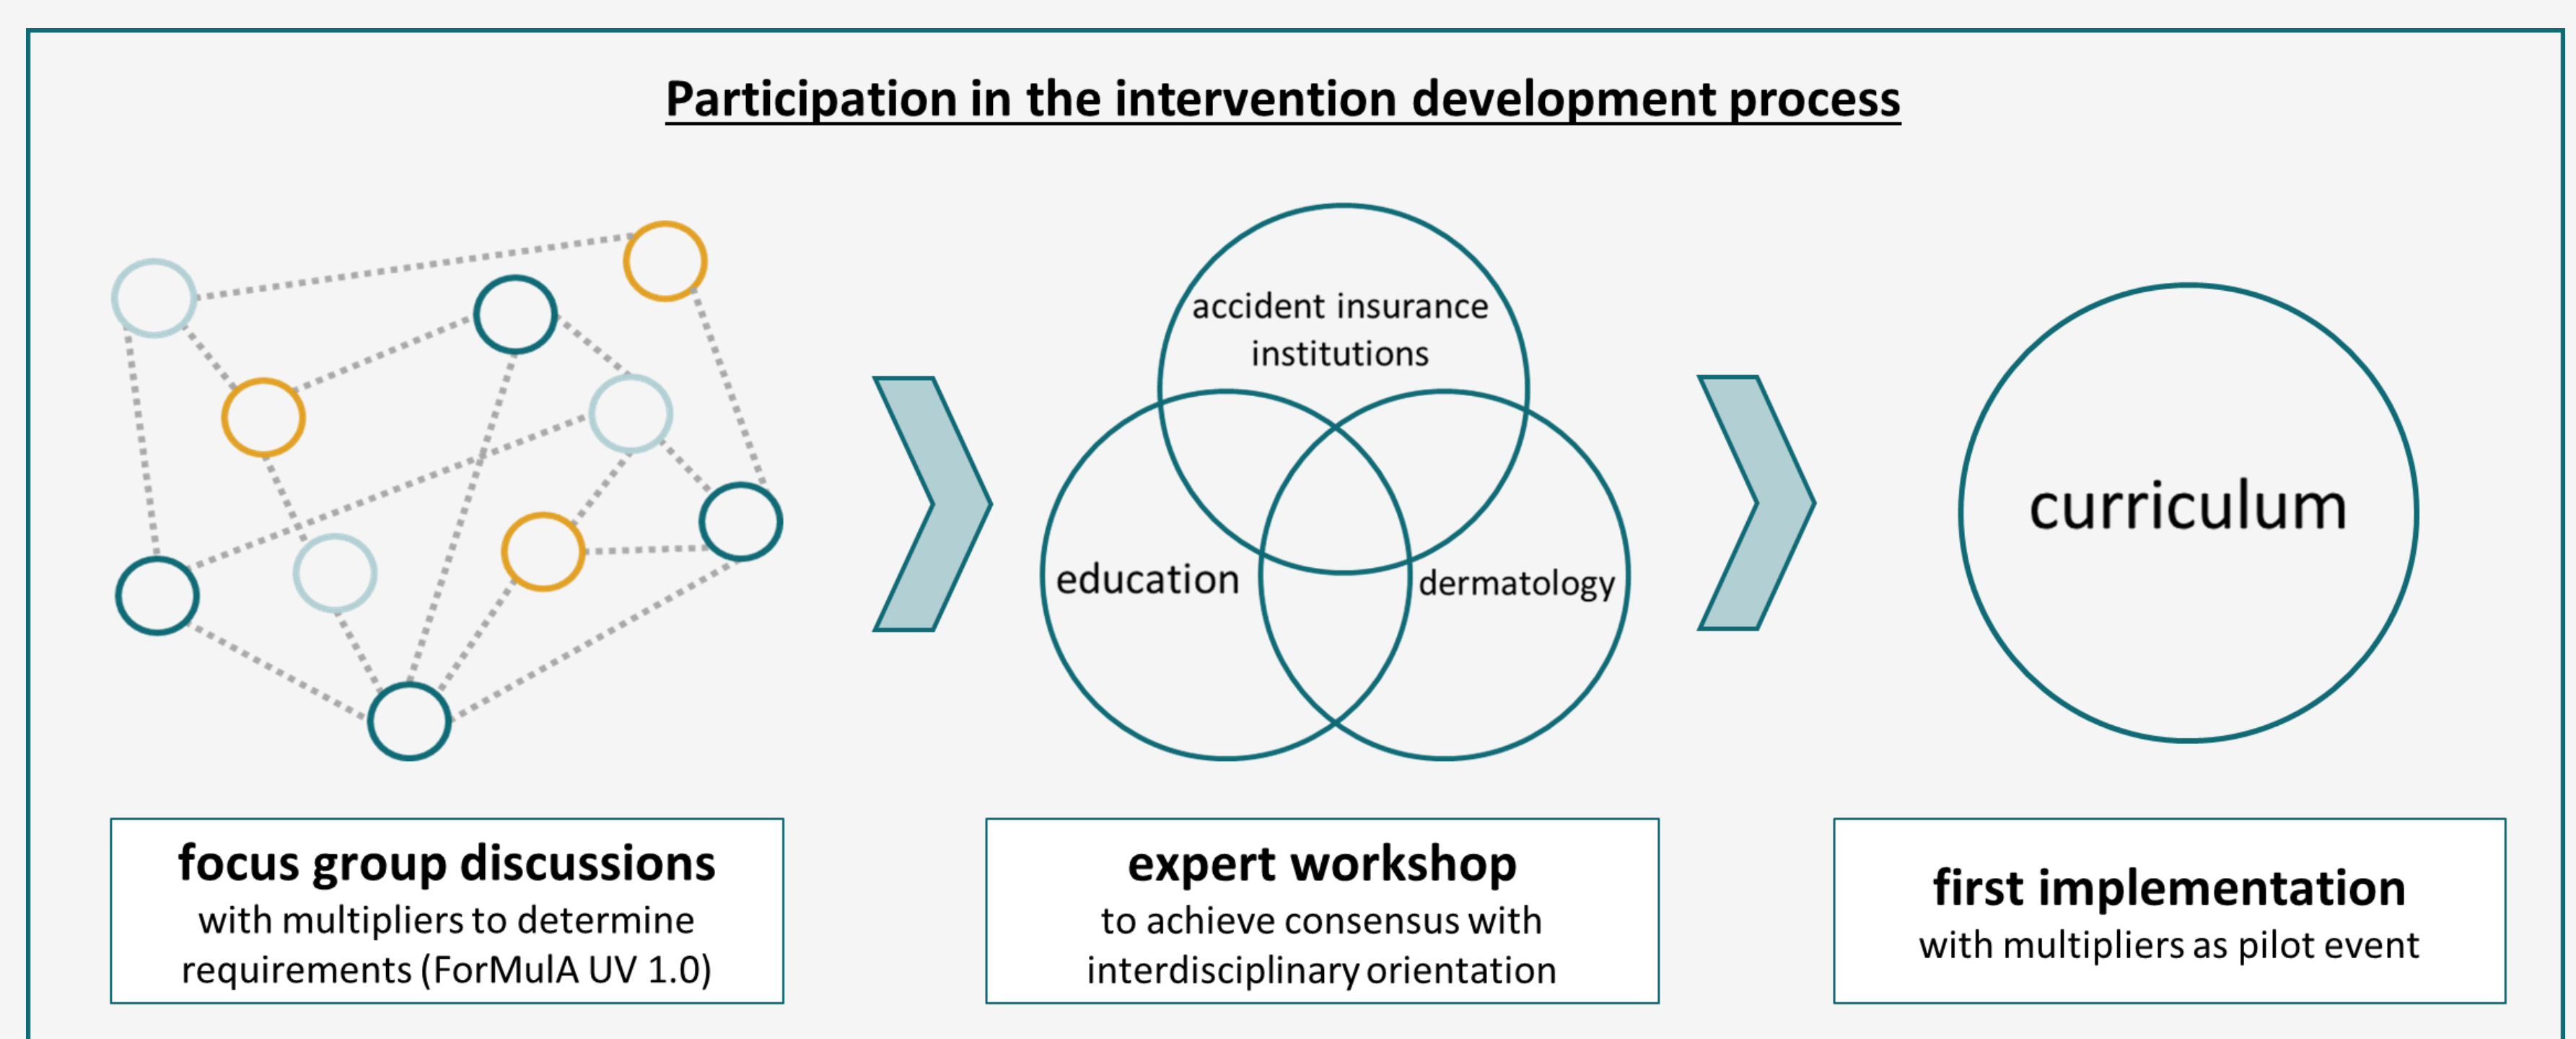 Participation in the intervention development process
accident insurance
institutions
education
dermatology
curriculum
focus group discussions
with multipliers to determine
requirements (ForMulA UV 1.0)
expert workshop
to achieve consensus with
interdisciplinary orientation
first implementation
with multipliers as pilot event